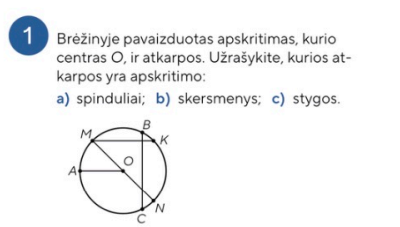 1
Brėžinyje pavaizduotas apskritimas, kurio
centras O, ir atkarpos. Užrašykite, kurios at-
karpos yra apskritimo:
a) spinduliai; b) skersmenys; c) stygos.
B
M
K
O
A
N
C